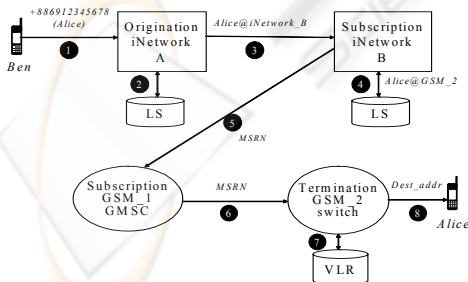 +886912345678
(Alice)
1
Ben
Origination
iNetwork
A
Alice@iNetwork_B
3
Subscription
iNetwork
B
2
LS
4
Alice@GSM_2
LS
5
MSRN
Subscription
GSM_1
GMSC
MSRN
6
Termination
GSM_2
switch
Dest_addr
8
Alice
7
VLR